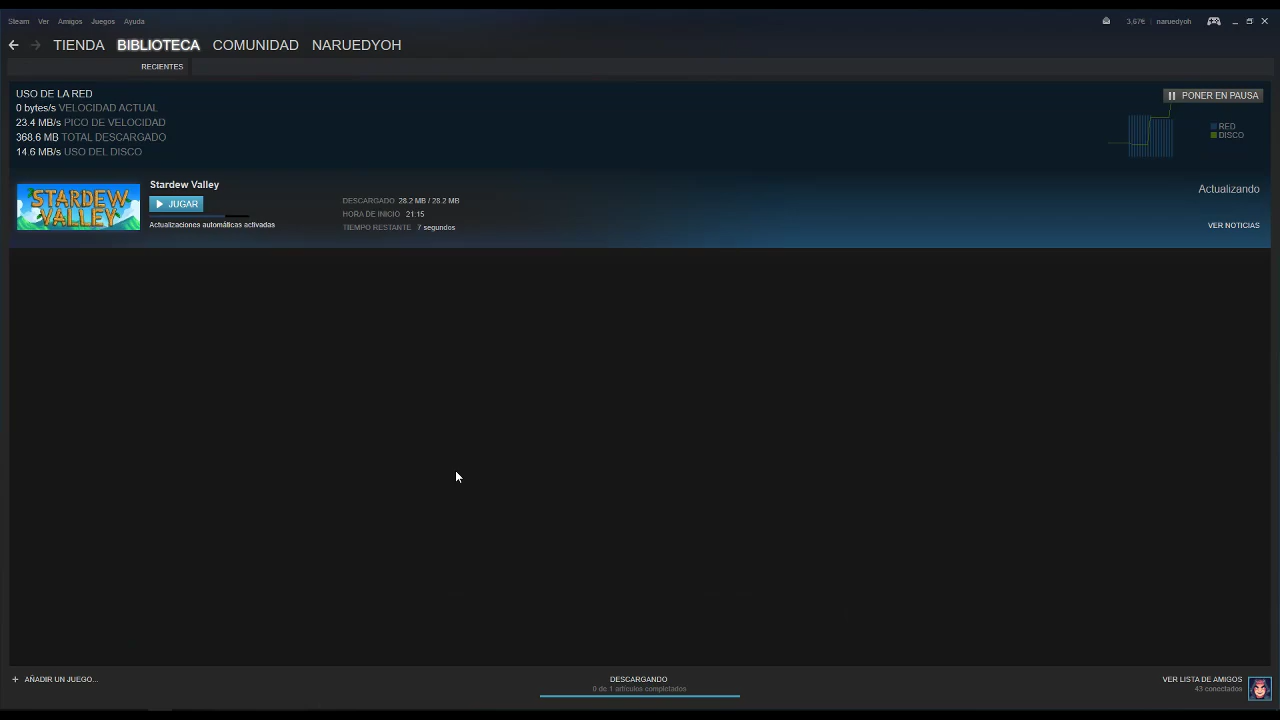 Steam Ver Amigos Juegos Ayuda
3,67€ naruedyoh
TIENDA BIBLIOTECA COMUNIDAD NARUEDYOH
RECIENTES
USO DE LA RED
0 bytes/s VELOCIDAD ACTUAL
23.4 MB/s PICO DE VELOCIDAD
368.6 MB TOTAL DESCARGADO
14.6 MB/s USO DEL DISCO
PONER EN PAUSA
RED
DISCO
STARDEW
VALLEY
Stardew Valley
JUGAR
Actualizaciones automáticas activadas
DESCARGADO 28.2 MB / 28.2 MB
HORA DE INICIO 21:15
TIEMPO RESTANTE 7 segundos
Actualizando
VER NOTICIAS
+ AÑADIR UN JUEGO...
DESCARGANDO
0 de 1 artículos completados
VER LISTA DE AMIGOS
43 conectados